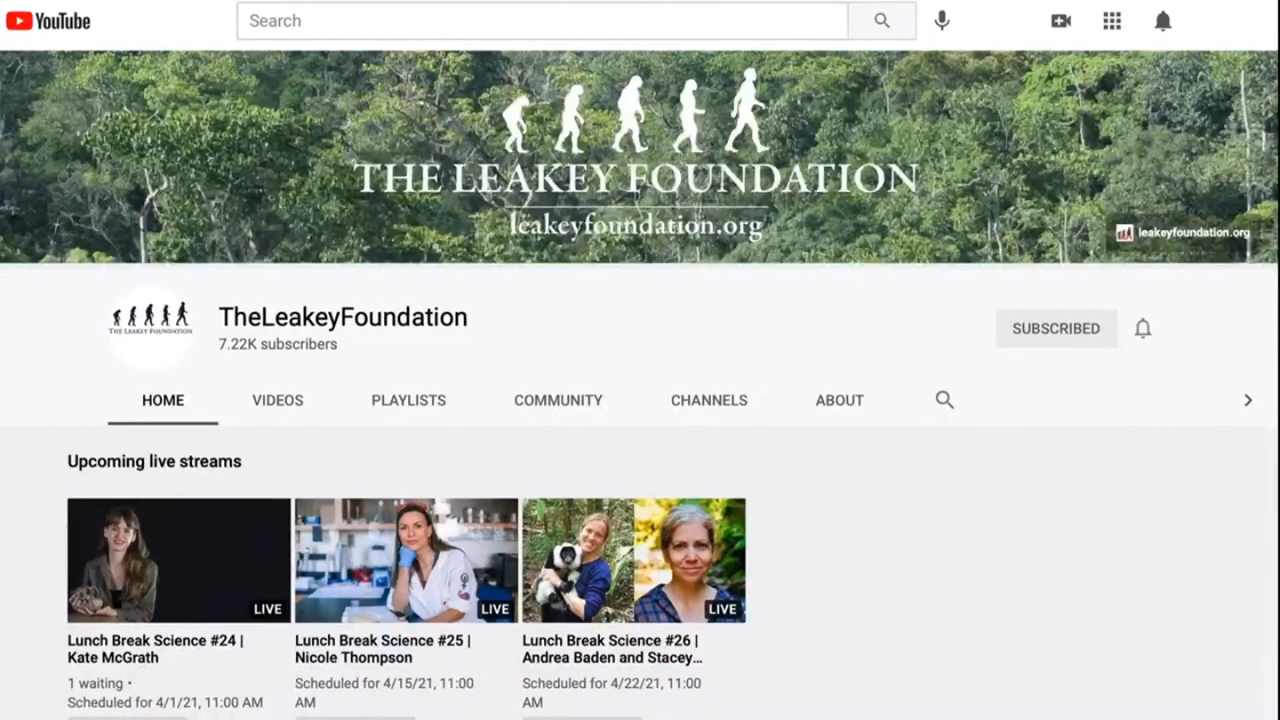 YouTube
Search
THE LEAKEY FOUNDATION
leakeyfoundation.org
leakeyfoundation.org
THE LEAKEY FOUNDATION
TheLeakeyFoundation
7.22K subscribers
SUBSCRIBED
HOME VIDEOS PLAYLISTS COMMUNITY CHANNELS ABOUT
Upcoming live streams
LIVE LIVE LIVE
Lunch Break Science #24 |
Kate McGrath
1 waiting •
Scheduled for 4/1/21, 11:00 AM
Lunch Break Science #25 |
Nicole Thompson
Scheduled for 4/15/21, 11:00
AM
Lunch Break Science #26 |
Andrea Baden and Stacey...
Scheduled for 4/22/21, 11:00
AM